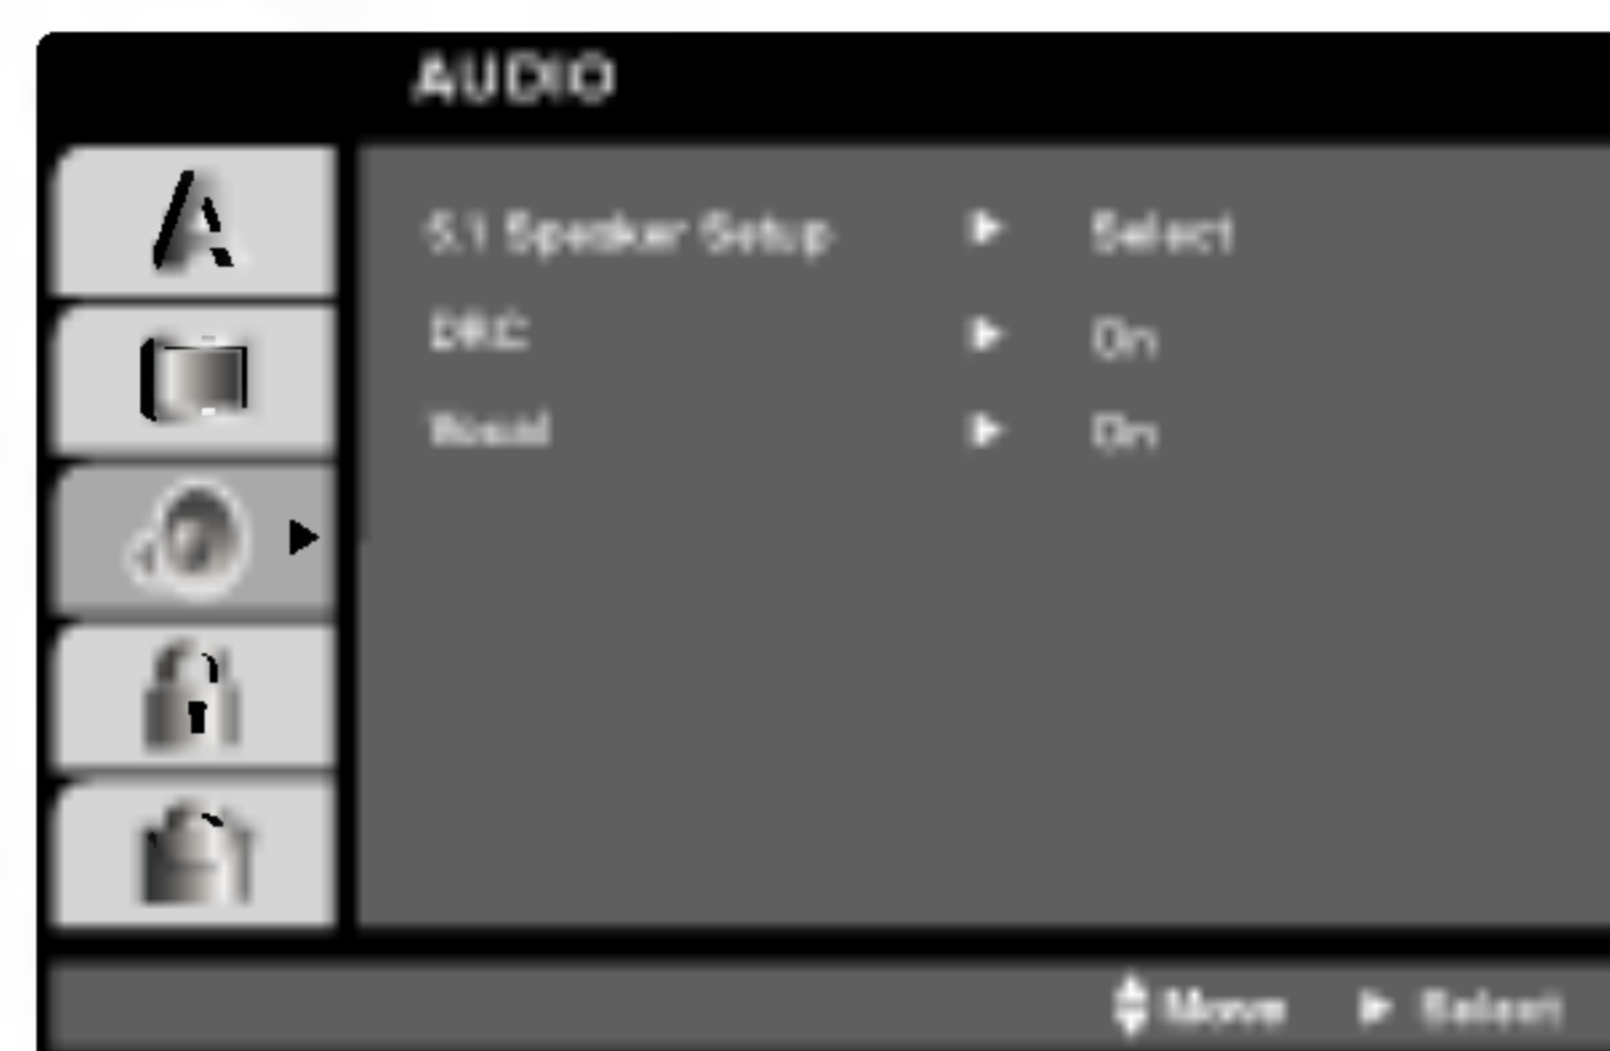 AUDIO
5.1 Speaker Setup ► Select
DRC ► On
Vocal ► On
Move ► Select